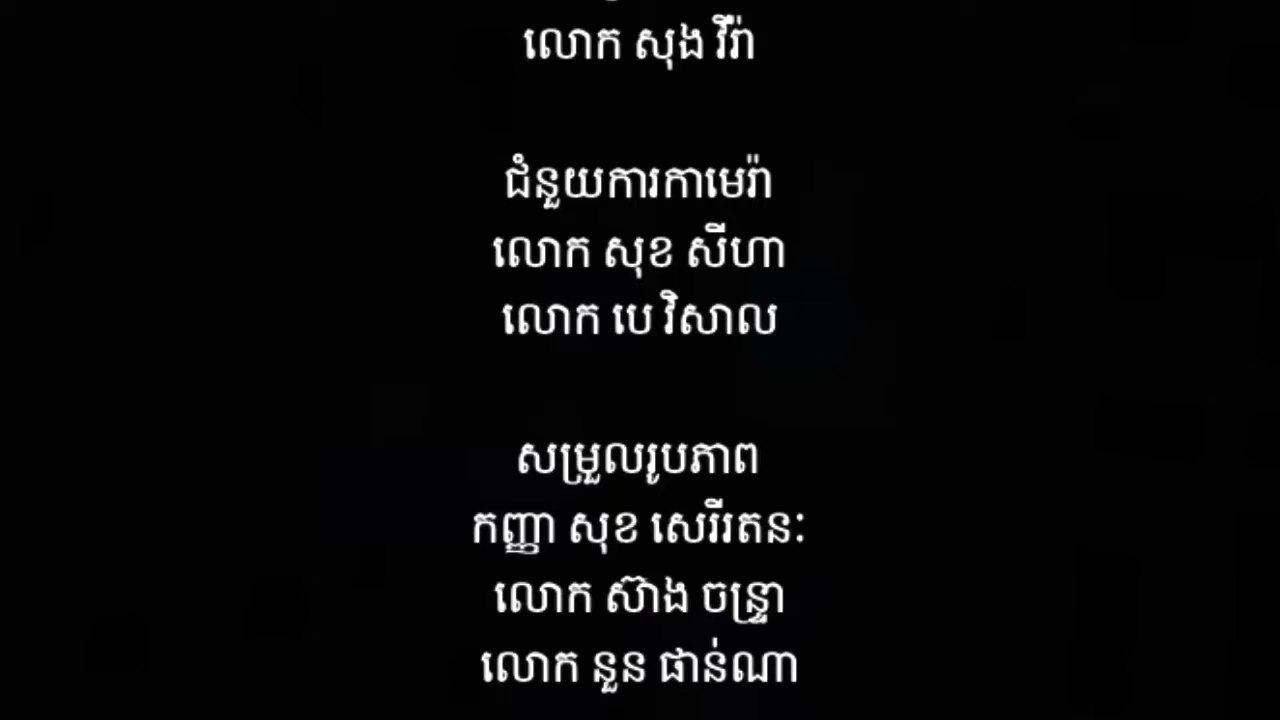 លោក សុង វីរ៉ា
ជំនួយការកាមេរ៉ា
លោក សុខ សីហា
លោក បេ វិសាល
សម្រួលរូបភាព
កញ្ញា សុខ សេរីរតនៈ
លោក ស៊ាង ចន្ទ្រា
លោក នួន ផាន់ណា